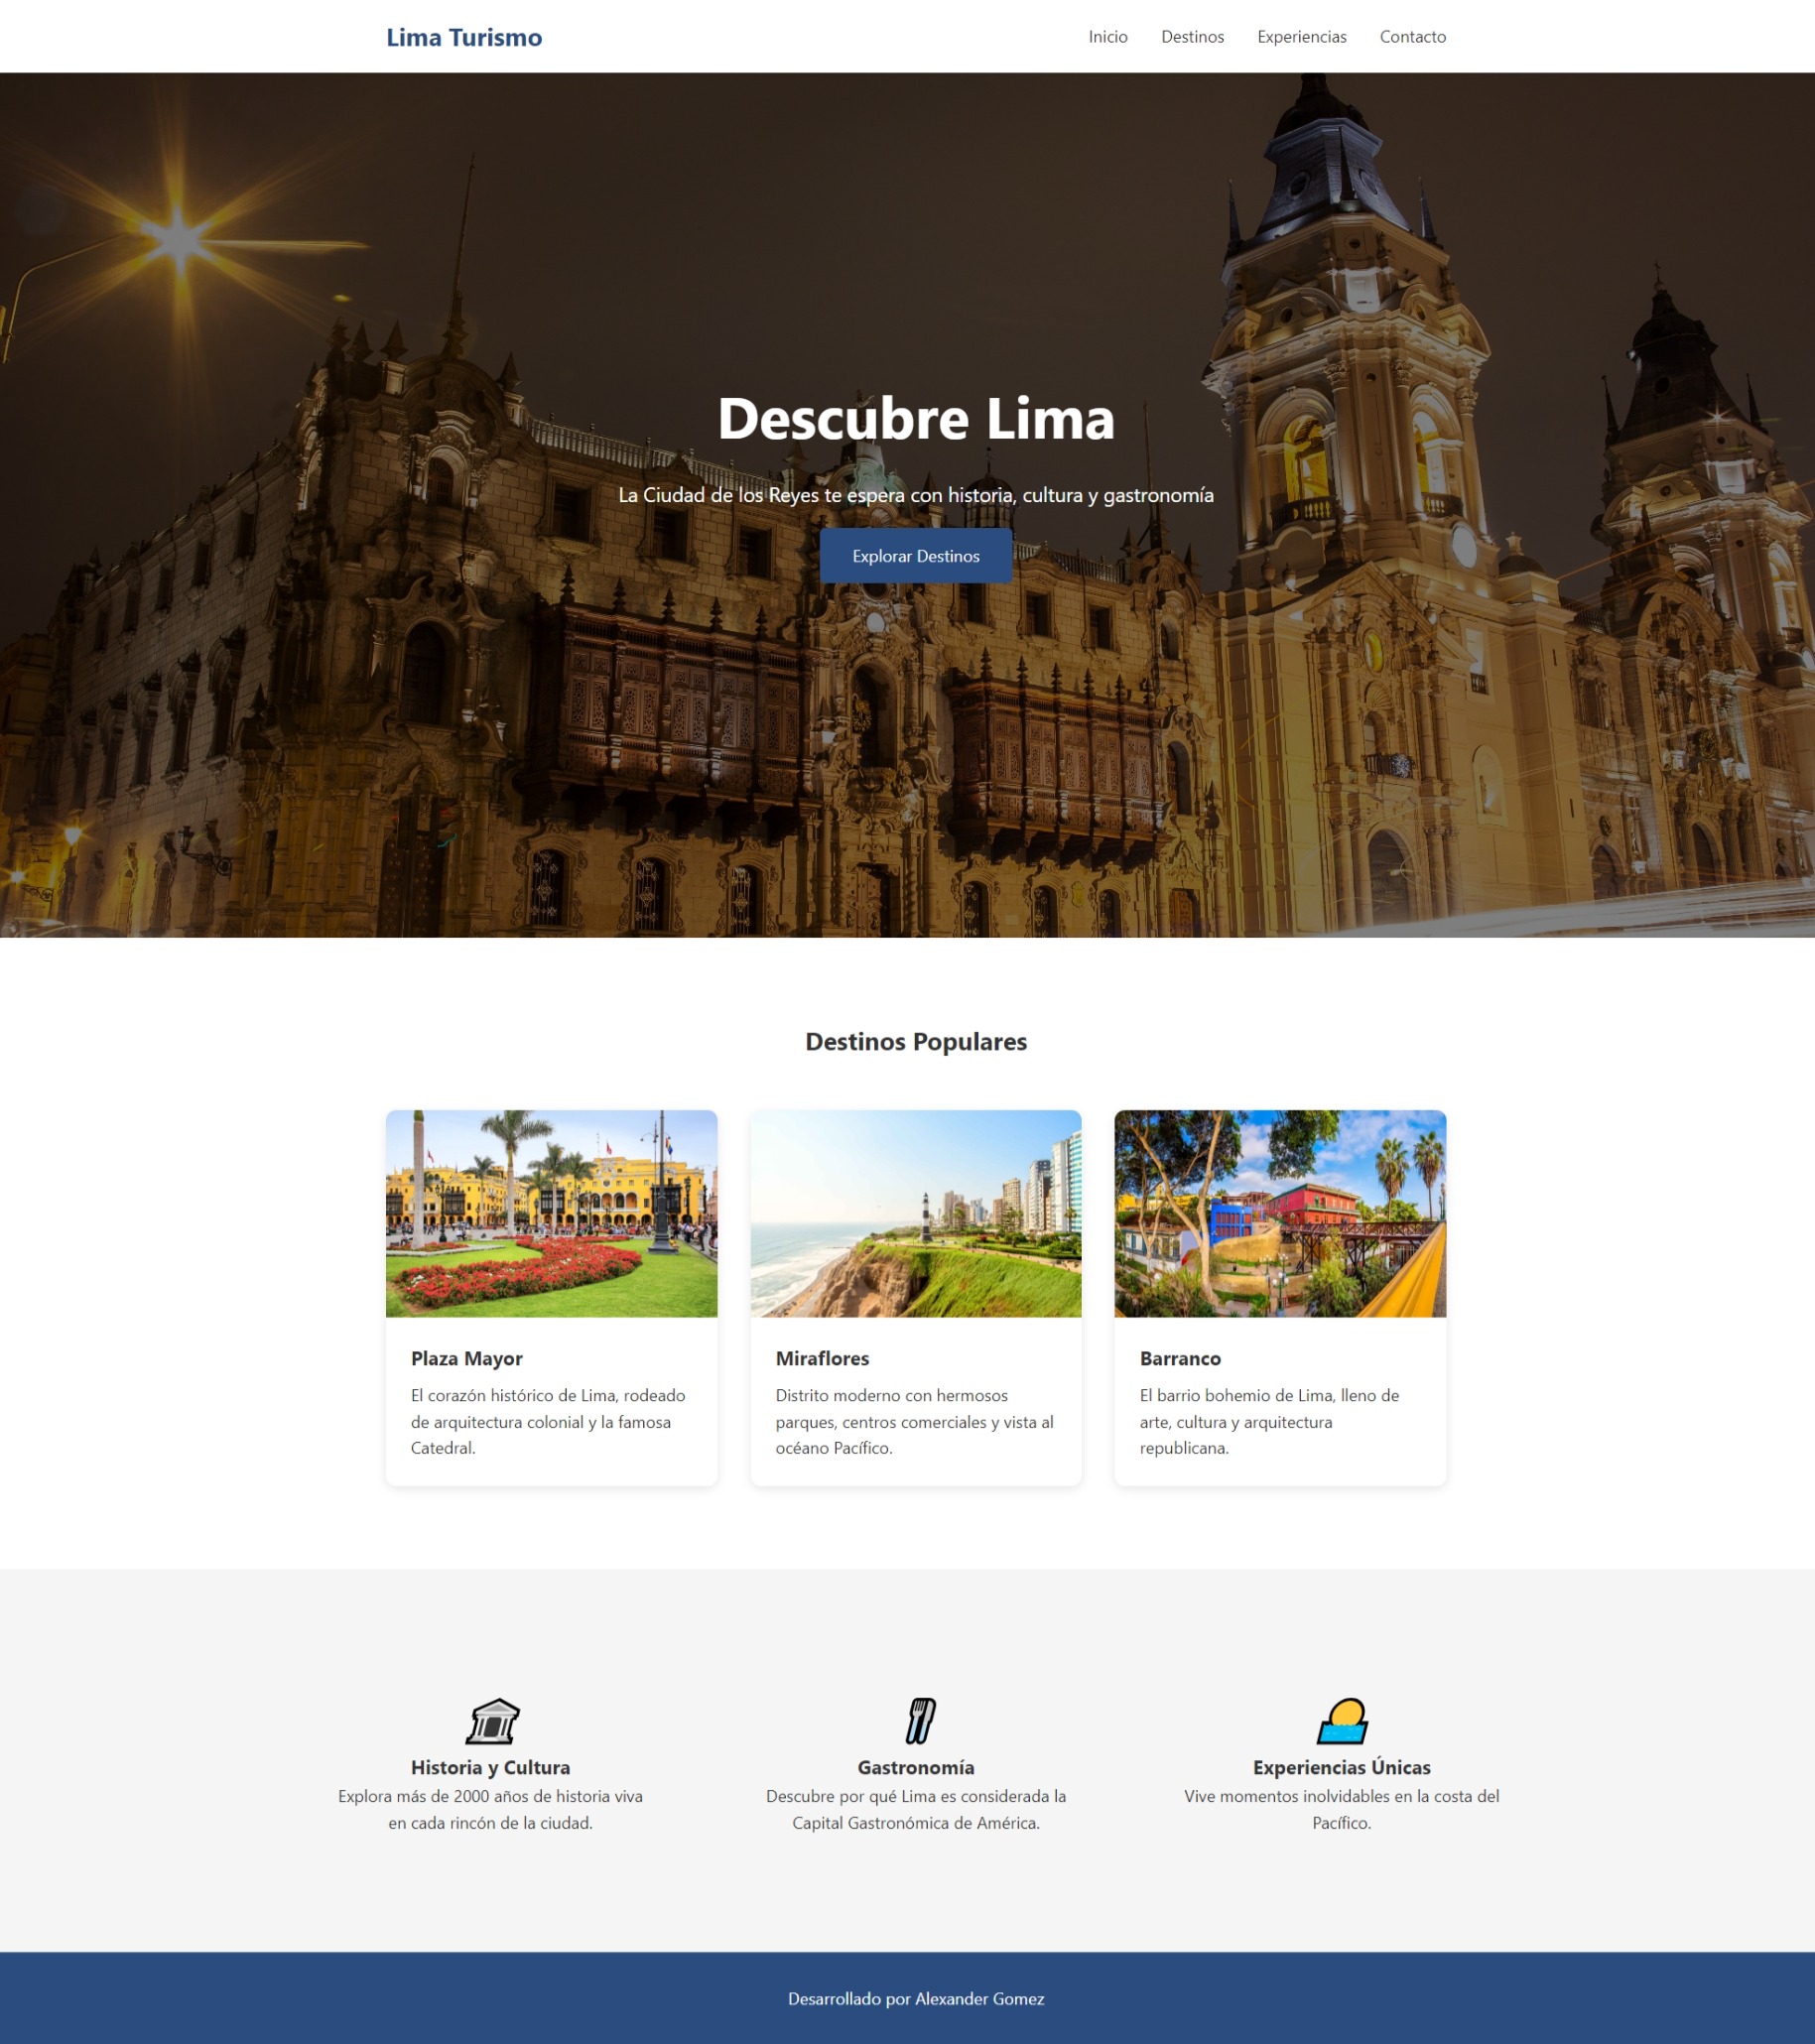 Lima Turismo
Inicio
Destinos
Experiencias
Contacto
Descubre Lima
La Ciudad de los Reyes te espera con historia, cultura y gastronomía
Explorar Destinos
Destinos Populares
Plaza Mayor
El corazón histórico de Lima, rodeado
de arquitectura colonial y la famosa
Catedral.
Miraflores
Distrito moderno con hermosos
parques, centros comerciales y vista al
océano Pacífico.
Barranco
El barrio bohemio de Lima, lleno de
arte, cultura y arquitectura
republicana.
Historia y Cultura
Explora más de 2000 años de historia viva
en cada rincón de la ciudad.
Gastronomía
Descubre por qué Lima es considerada la
Capital Gastronómica de América.
Experiencias Únicas
Vive momentos inolvidables en la costa del
Pacífico.
Desarrollado por Alexander Gomez